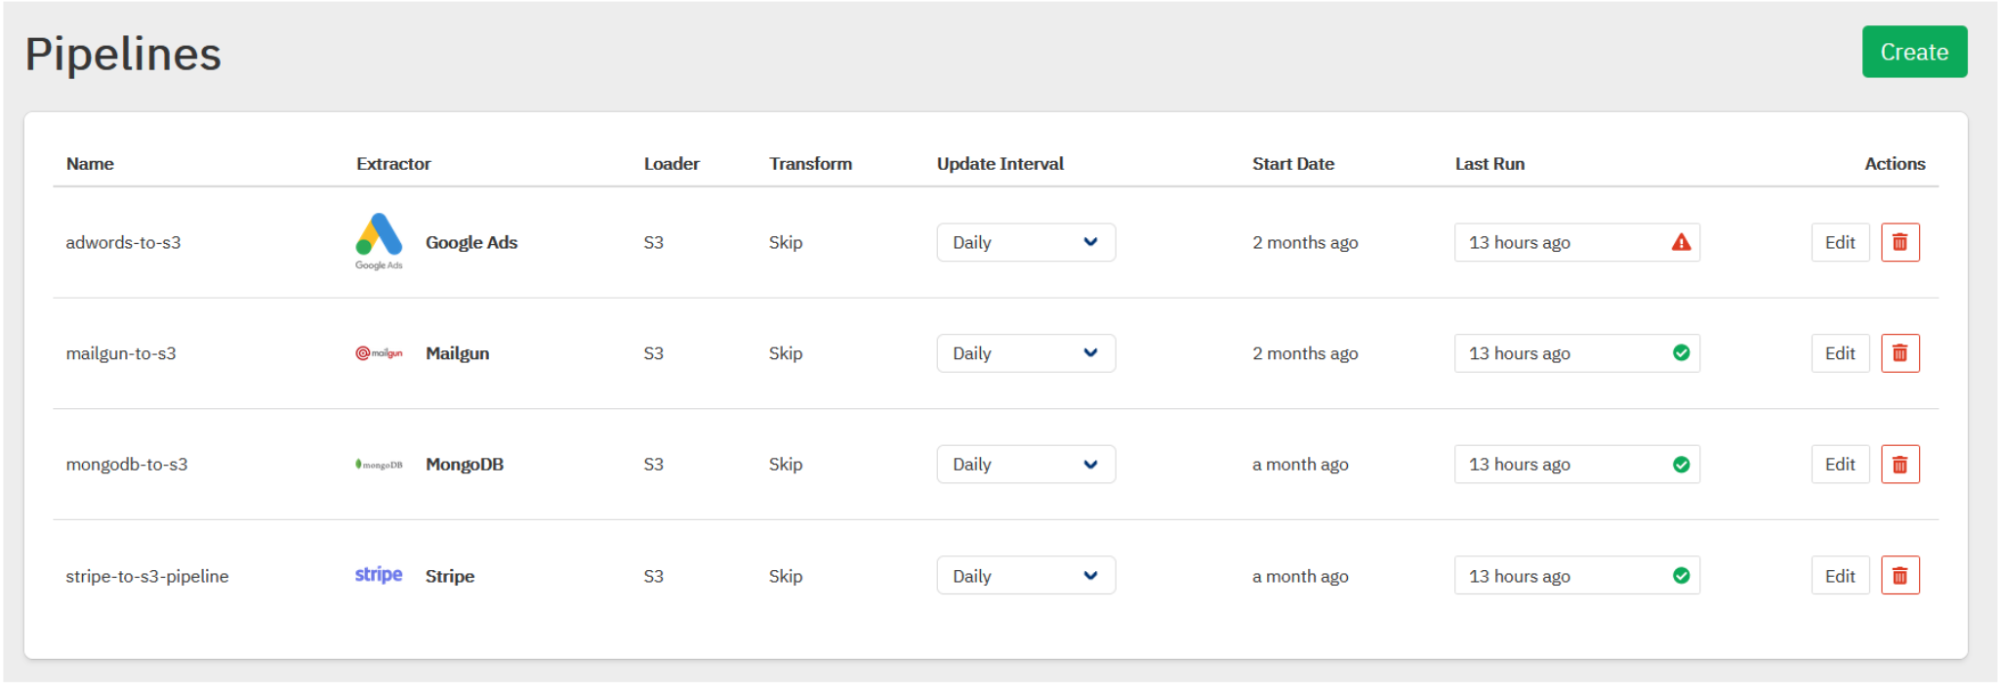 Pipelines
Create
Name Extractor Loader Transform Update Interval Start Date Last Run Actions
adwords-to-s3 Google Ads Google Ads S3 Skip Daily 2 months ago 13 hours ago Edit
mailgun-to-s3 mailgun Mailgun S3 Skip Daily 2 months ago 13 hours ago Edit
mongodb-to-s3 mongoDB MongoDB S3 Skip Daily a month ago 13 hours ago Edit
stripe-to-s3-pipeline stripe Stripe S3 Skip Daily a month ago 13 hours ago Edit